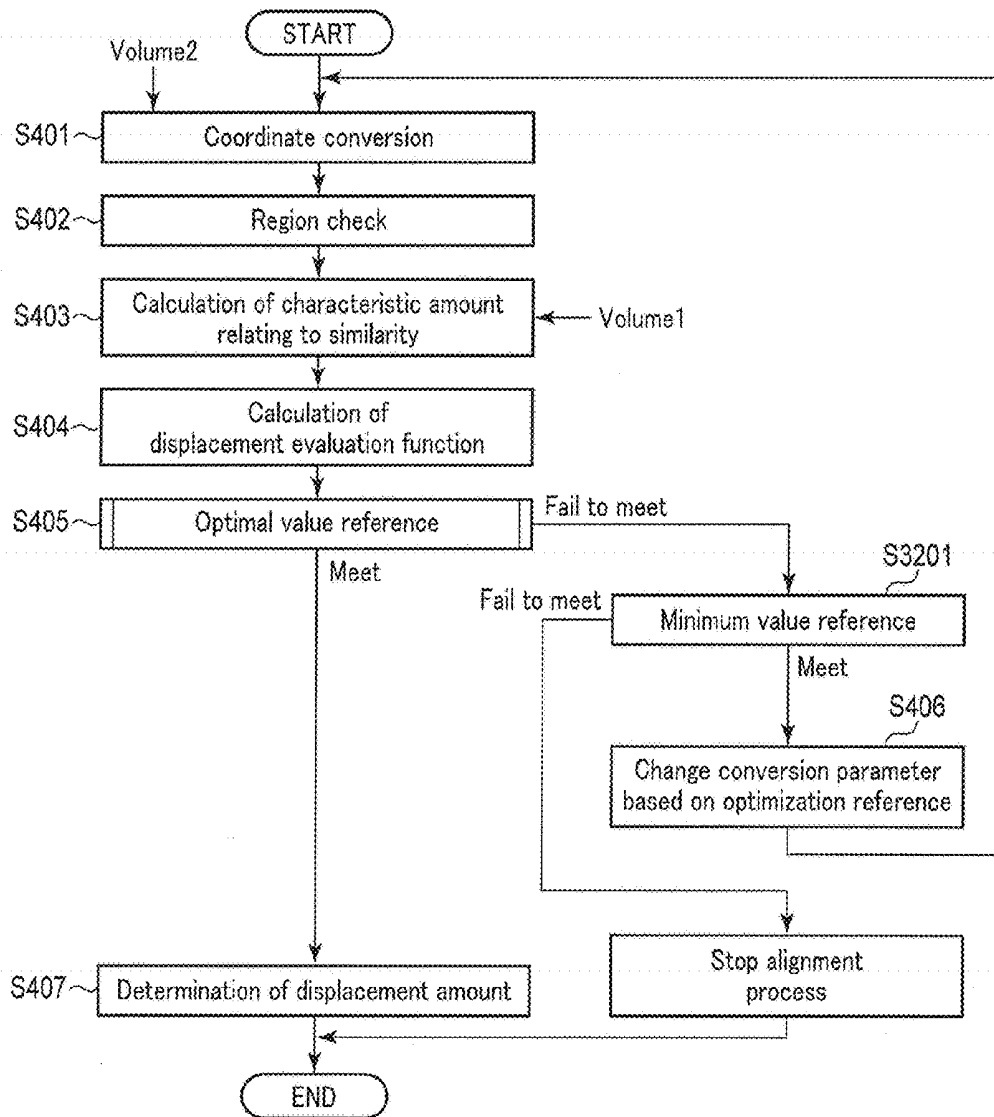 START
Volume2
S401
Coordinate conversion
S402
Region check
S403
Calculation of characteristic amount
relating to similarity
Volume1
S404
Calculation of
displacement evaluation function
S405
Optimal value reference
Fail to meet
Meet
S3201
Fail to meet
Minimum value reference
Meet
S406
Change conversion parameter
based on optimization reference
Stop alignment
process
S407
Determination of displacement amount
END